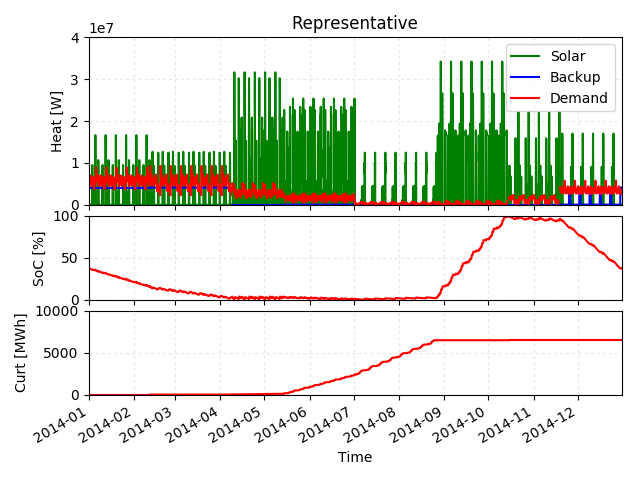 Representative
1e7
4
3
2
1
0
Heat [W]
Solar
Backup
Demand
100
50
0
SoC [%]
10000
5000
0
Curt [MWh]
2014-01
2014-02
2014-03
2014-04
2014-05
2014-06
2014-07
2014-08
2014-09
2014-10
2014-11
2014-12
Time